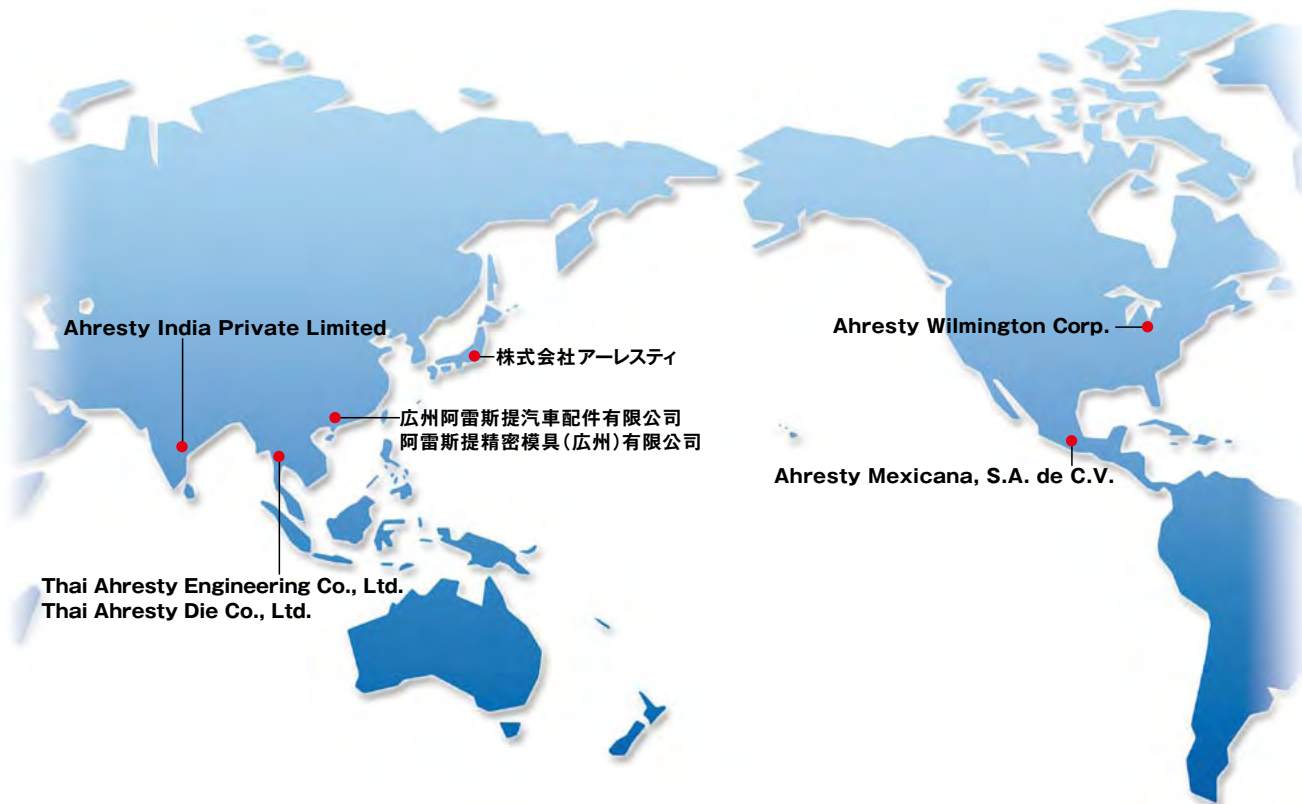 Ahresty India Private Limited
株式会社アーレスティ
広州阿雷斯提汽車配件有限公司
阿雷斯提精密模具(広州)有限公司
Thai Ahresty Engineering Co., Ltd.
Thai Ahresty Die Co., Ltd.
Ahresty Wilmington Corp.
Ahresty Mexicana, S.A. de C.V.